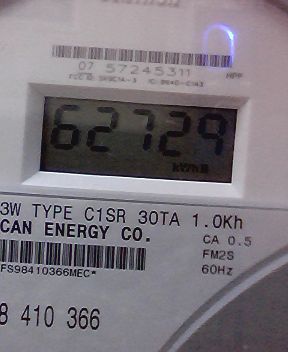 07 57245311
62729
kWh
3W TYPE C1SR 30TA 1.0Kh
CAN ENERGY CO.
CA 0.5
FM2S
FS98410366MEC*
60Hz
8 410 366